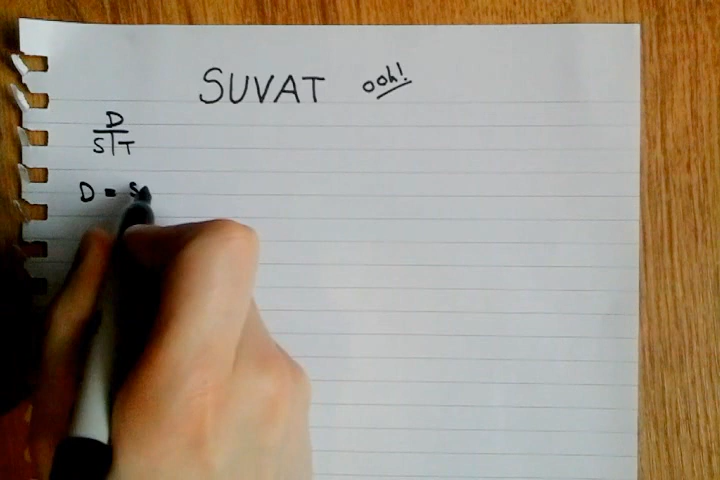 SUVAT ooh!
D
S T
D = S